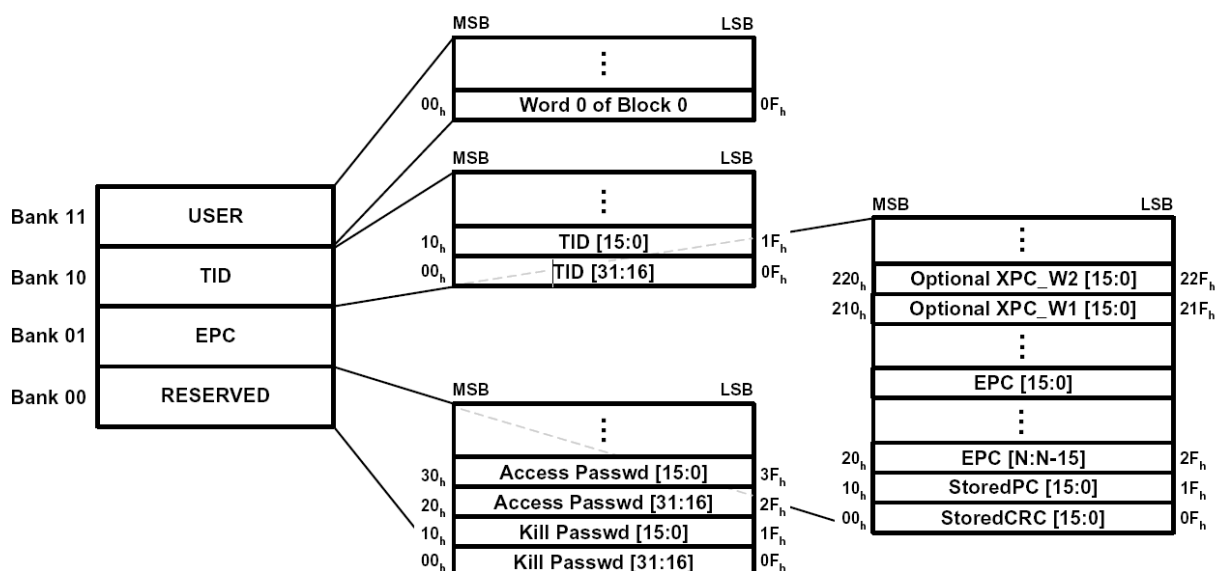 MSB LSB
⋮
00h Word 0 of Block 0 0Fh
MSB LSB
⋮
10h TID [15:0] 1Fh
00h TID [31:16] 0Fh
Bank 11 USER
Bank 10 TID
Bank 01 EPC
Bank 00 RESERVED
MSB LSB
⋮
30h Access Passwd [15:0] 3Fh
20h Access Passwd [31:16] 2Fh
10h Kill Passwd [15:0] 1Fh
00h Kill Passwd [31:16] 0Fh
MSB LSB
⋮
220h Optional XPC_W2 [15:0] 22Fh
210h Optional XPC_W1 [15:0] 21Fh
⋮
EPC [15:0]
⋮
20h EPC [N:N-15] 2Fh
10h StoredPC [15:0] 1Fh
00h StoredCRC [15:0] 0Fh